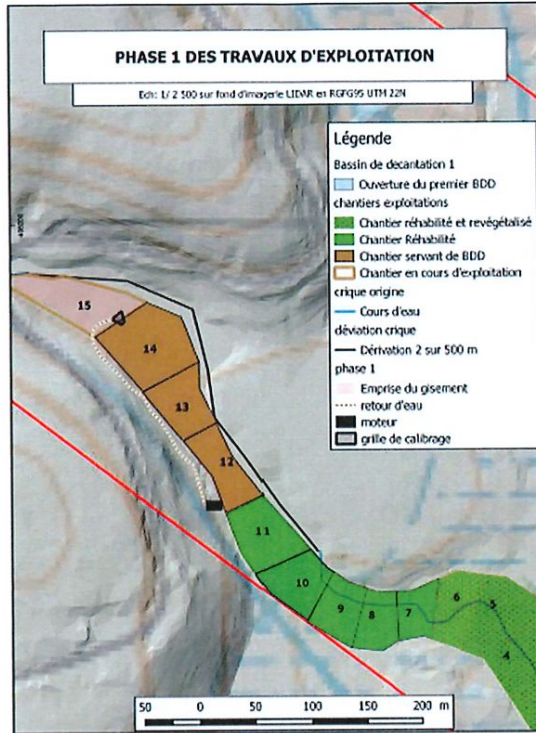 PHASE 1 DES TRAVAUX D'EXPLOITATION
Ech: 1/ 2 500 sur fond d'imagerie LIDAR en RGFG95 UTM 22N
Légende
Bassin de decantation 1
Ouverture du premier BDD
chantiers exploitations
Chantier réhabilité et revégétalisé
Chantier Réhabilité
Chantier servant de BDD
Chantier en cours d'exploitation
crique origine
Cours d'eau
déviation crique
Dérivation 2 sur 500 m
phase 1
Emprise du gisement
retour d'eau
moteur
grille de calibrage
15
14
13
12
11
10
9
8
7
6
5
4
50 0 50 100 150 200 m